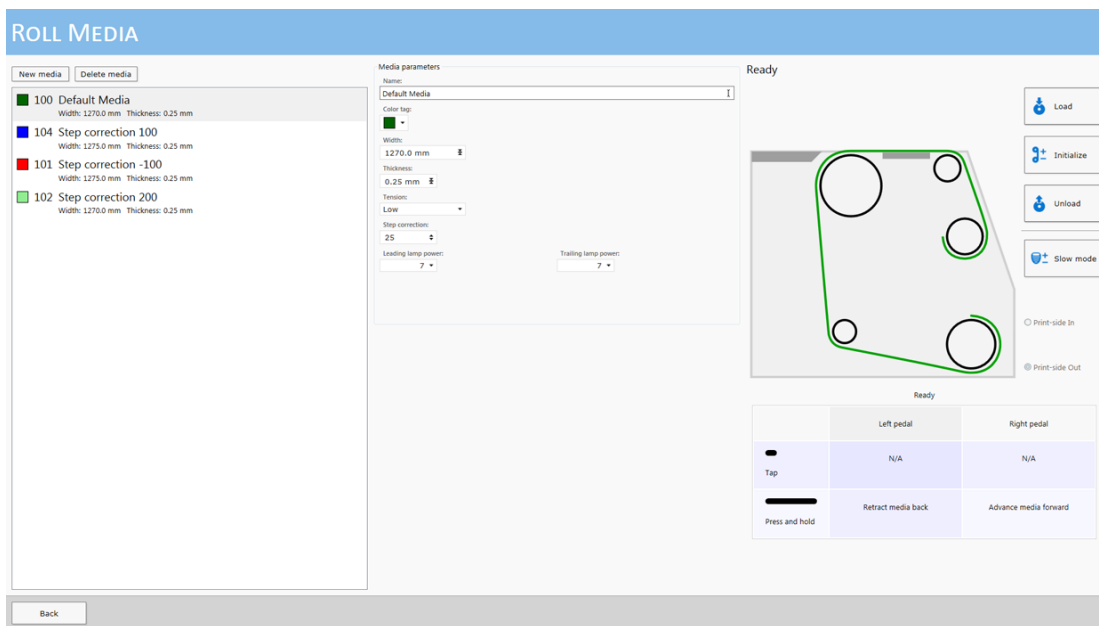 ROLL MEDIA
New media
Delete media
100 Default Media
Width: 1270.0 mm Thickness: 0.25 mm
104 Step correction 100
Width: 1275.0 mm Thickness: 0.25 mm
101 Step correction -100
Width: 1275.0 mm Thickness: 0.25 mm
102 Step correction 200
Width: 1270.0 mm Thickness: 0.25 mm
Media parameters
Name:
Default Media
Color tag:
Width:
1270.0 mm
Thickness:
0.25 mm
Tension:
Low
Step correction:
25
Leading lamp power: Trailing lamp power:
7 7
Ready
Load
Initialize
Unload
Slow mode
Print-side In
Print-side Out
Ready
Left pedal Right pedal
Tap N/A N/A
Press and hold Retract media back Advance media forward
Back